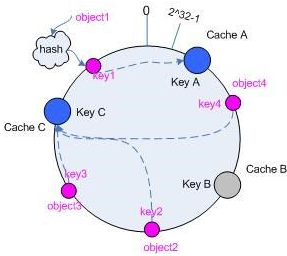 object1
0
2^32-1
hash
Cache A
key1
Key A
object4
key4
Key C
Cache C
Cache B
key3
Key B
object3
key2
object2